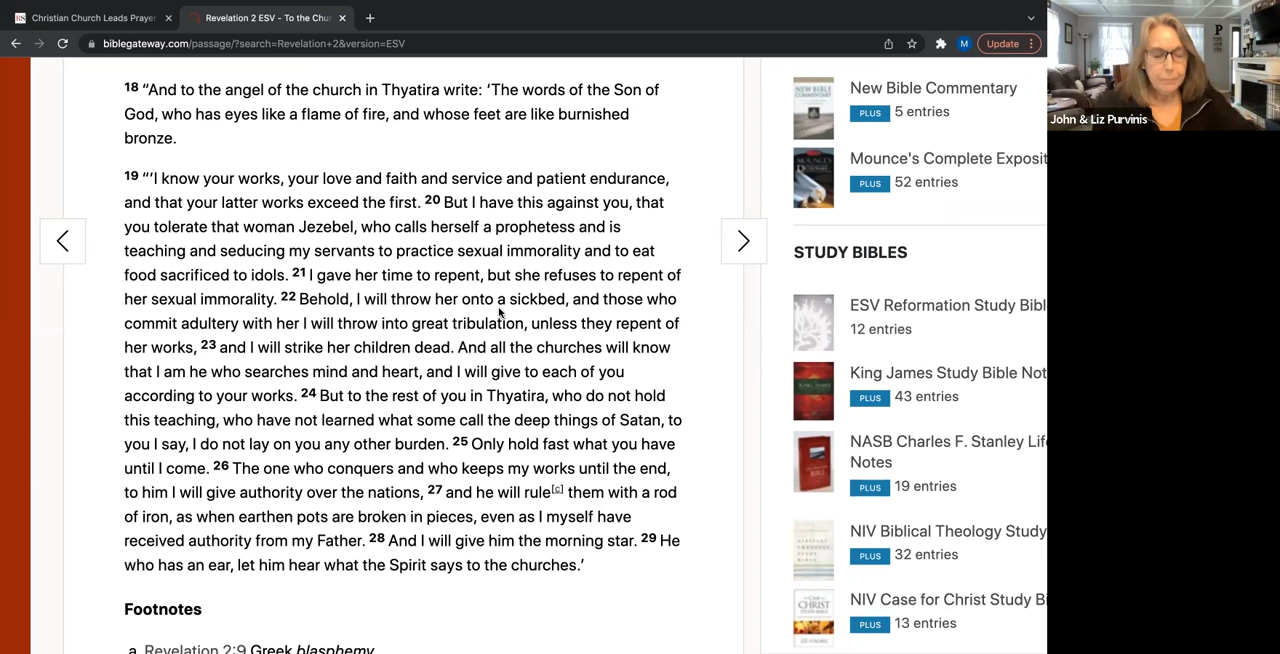 Christian Church Leads Prayer
Revelation 2 ESV - To the Chur
biblegateway.com/passage/?search=Revelation+2&version=ESV
M
Update
18 “And to the angel of the church in Thyatira write: ‘The words of the Son of
God, who has eyes like a flame of fire, and whose feet are like burnished
bronze.
19 “‘I know your works, your love and faith and service and patient endurance,
and that your latter works exceed the first. 20 But I have this against you, that
you tolerate that woman Jezebel, who calls herself a prophetess and is
teaching and seducing my servants to practice sexual immorality and to eat
food sacrificed to idols. 21 I gave her time to repent, but she refuses to repent of
her sexual immorality. 22 Behold, I will throw her onto a sickbed, and those who
commit adultery with her I will throw into great tribulation, unless they repent of
her works, 23 and I will strike her children dead. And all the churches will know
that I am he who searches mind and heart, and I will give to each of you
according to your works. 24 But to the rest of you in Thyatira, who do not hold
this teaching, who have not learned what some call the deep things of Satan, to
you I say, I do not lay on you any other burden. 25 Only hold fast what you have
until I come. 26 The one who conquers and who keeps my works until the end,
to him I will give authority over the nations, 27 and he will rule[c] them with a rod
of iron, as when earthen pots are broken in pieces, even as I myself have
received authority from my Father. 28 And I will give him the morning star. 29 He
who has an ear, let him hear what the Spirit says to the churches.’
Footnotes
a. Revelation 2:9 Greek blasphemy
New Bible Commentary
PLUS 5 entries
Mounce's Complete Exposit
PLUS 52 entries
STUDY BIBLES
ESV Reformation Study Bibl
12 entries
King James Study Bible Not
PLUS 43 entries
NASB Charles F. Stanley Life
Notes
PLUS 19 entries
NIV Biblical Theology Study
PLUS 32 entries
NIV Case for Christ Study Bi
PLUS 13 entries
P
John & Liz Purvinis